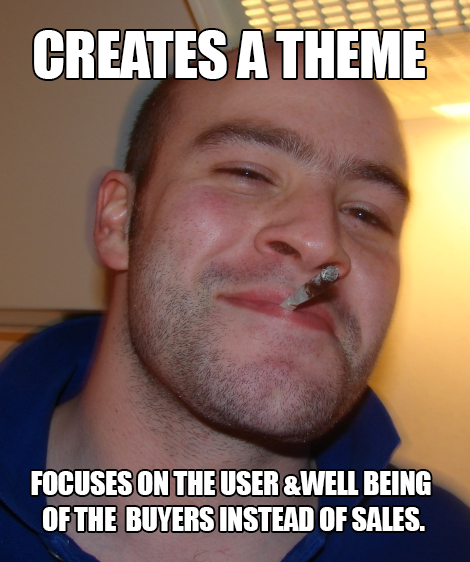 CREATES A THEME
FOCUSES ON THE USER &WELL BEING
OF THE BUYERS INSTEAD OF SALES.